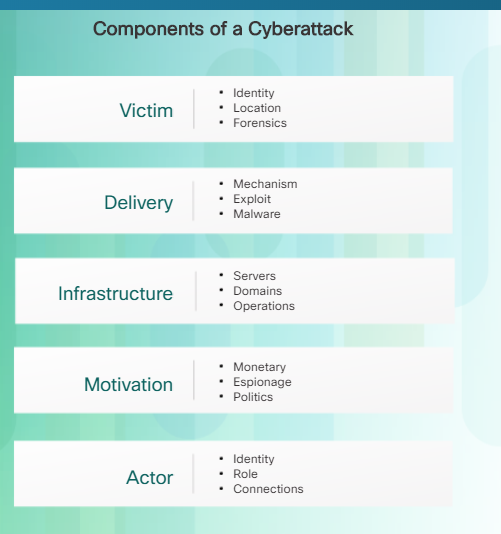 Components of a Cyberattack
Victim
▪ Identity
▪ Location
▪ Forensics
Delivery
▪ Mechanism
▪ Exploit
▪ Malware
Infrastructure
▪ Servers
▪ Domains
▪ Operations
Motivation
▪ Monetary
▪ Espionage
▪ Politics
Actor
▪ Identity
▪ Role
▪ Connections